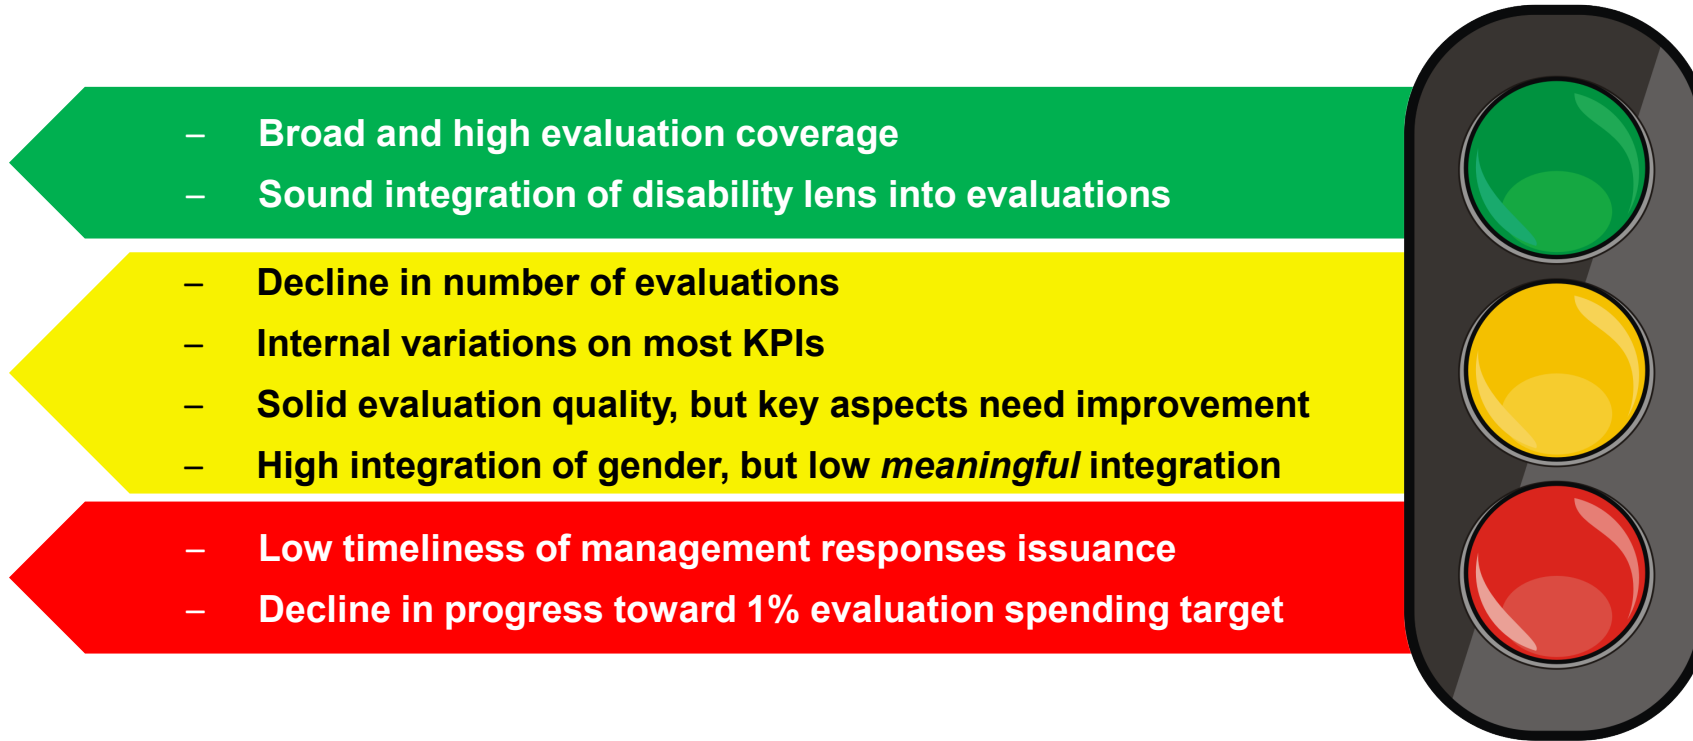 – Broad and high evaluation coverage
– Sound integration of disability lens into evaluations
– Decline in number of evaluations
– Internal variations on most KPIs
– Solid evaluation quality, but key aspects need improvement
– High integration of gender, but low meaningful integration
– Low timeliness of management responses issuance
– Decline in progress toward 1% evaluation spending target